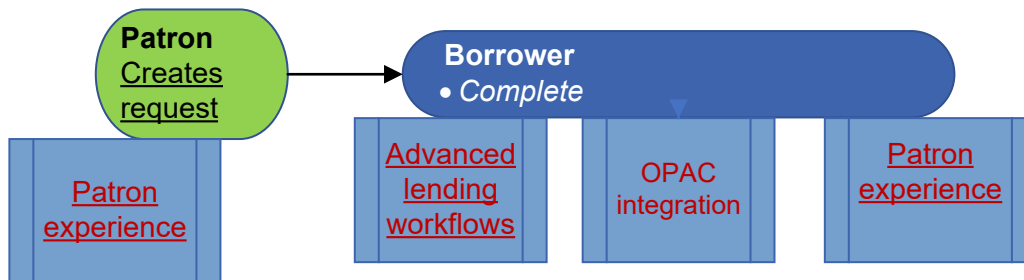 Patron
Creates
request
Borrower
• Complete
Patron
experience
Advanced
lending
workflows
OPAC
integration
Patron
experience